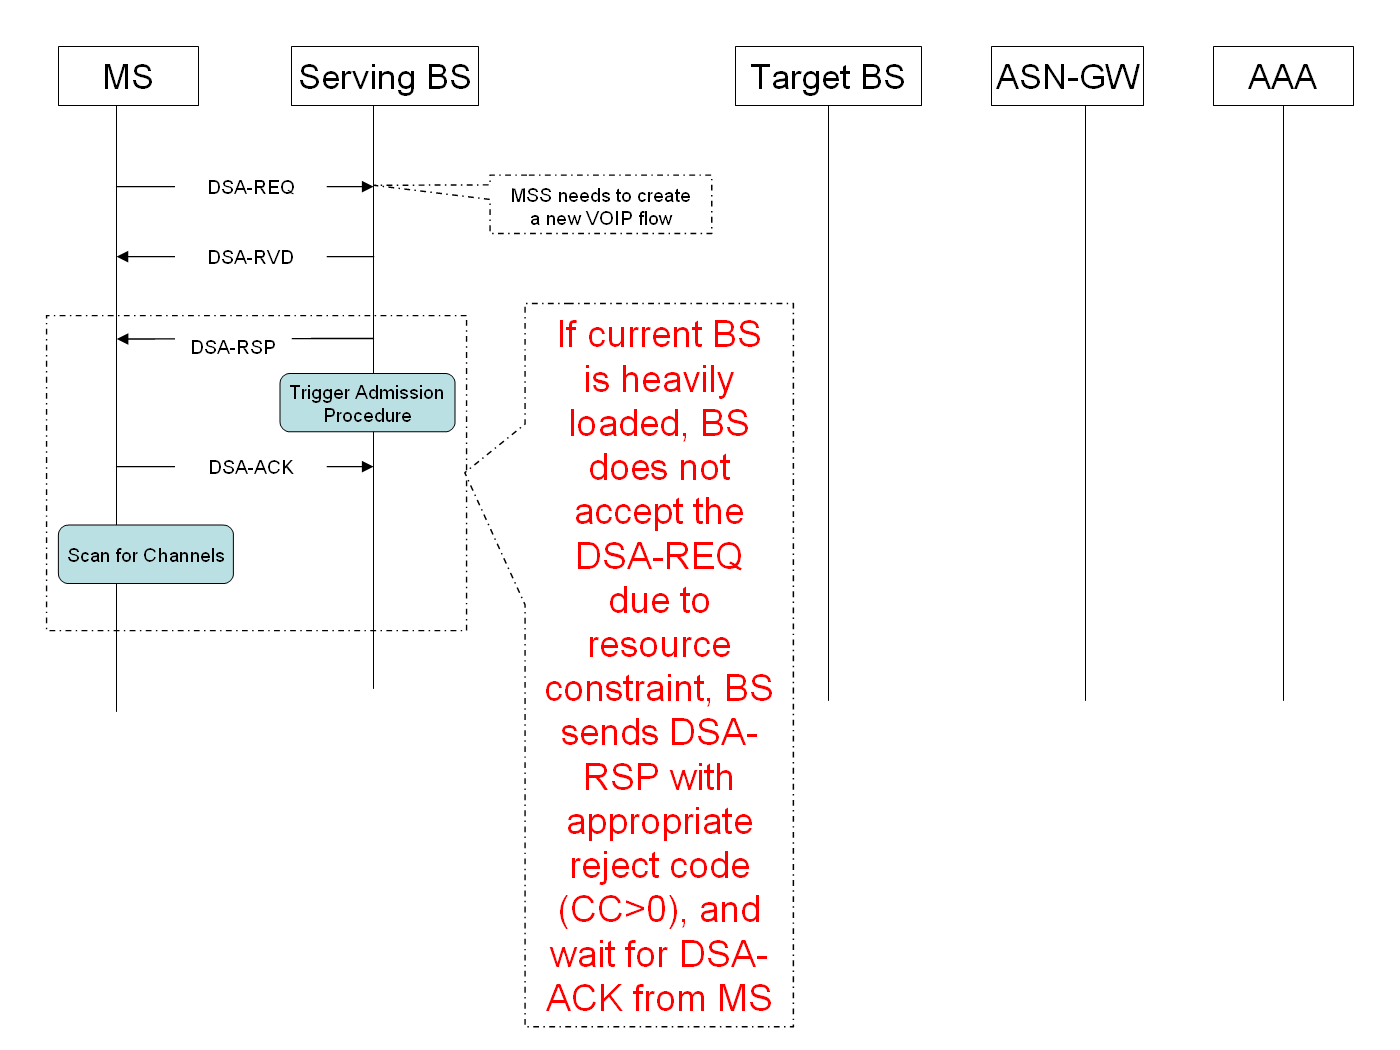 MS
Serving BS
Target BS
ASN-GW
AAA
DSA-REQ
MSS needs to create
a new VOIP flow
DSA-RVD
DSA-RSP
Trigger Admission
Procedure
DSA-ACK
Scan for Channels
If current BS
is heavily
loaded, BS
does not
accept the
DSA-REQ
due to
resource
constraint, BS
sends DSA-
RSP with
appropriate
reject code
(CC>0), and
wait for DSA-
ACK from MS